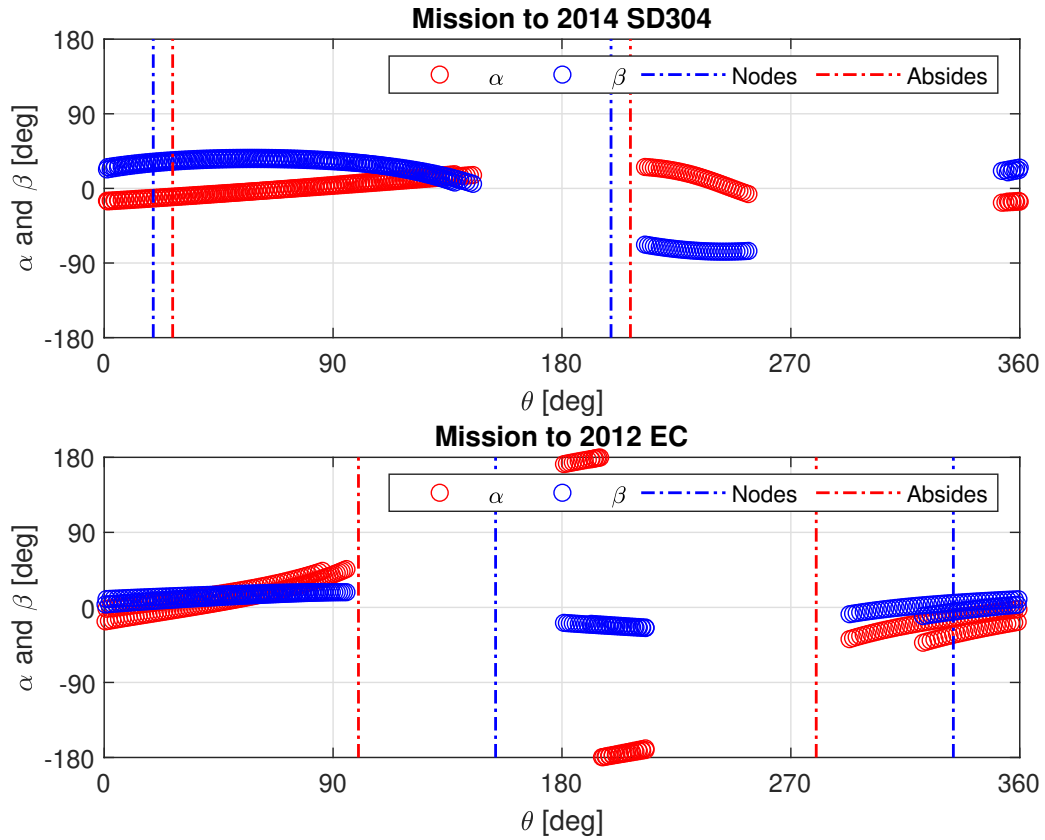 Mission to 2014 SD304
180
90
0
-90
-180
α and β [deg]
α β Nodes Absides
0 90 180 270 360
θ [deg]
Mission to 2012 EC
180
90
0
-90
-180
α and β [deg]
α β Nodes Absides
0 90 180 270 360
θ [deg]